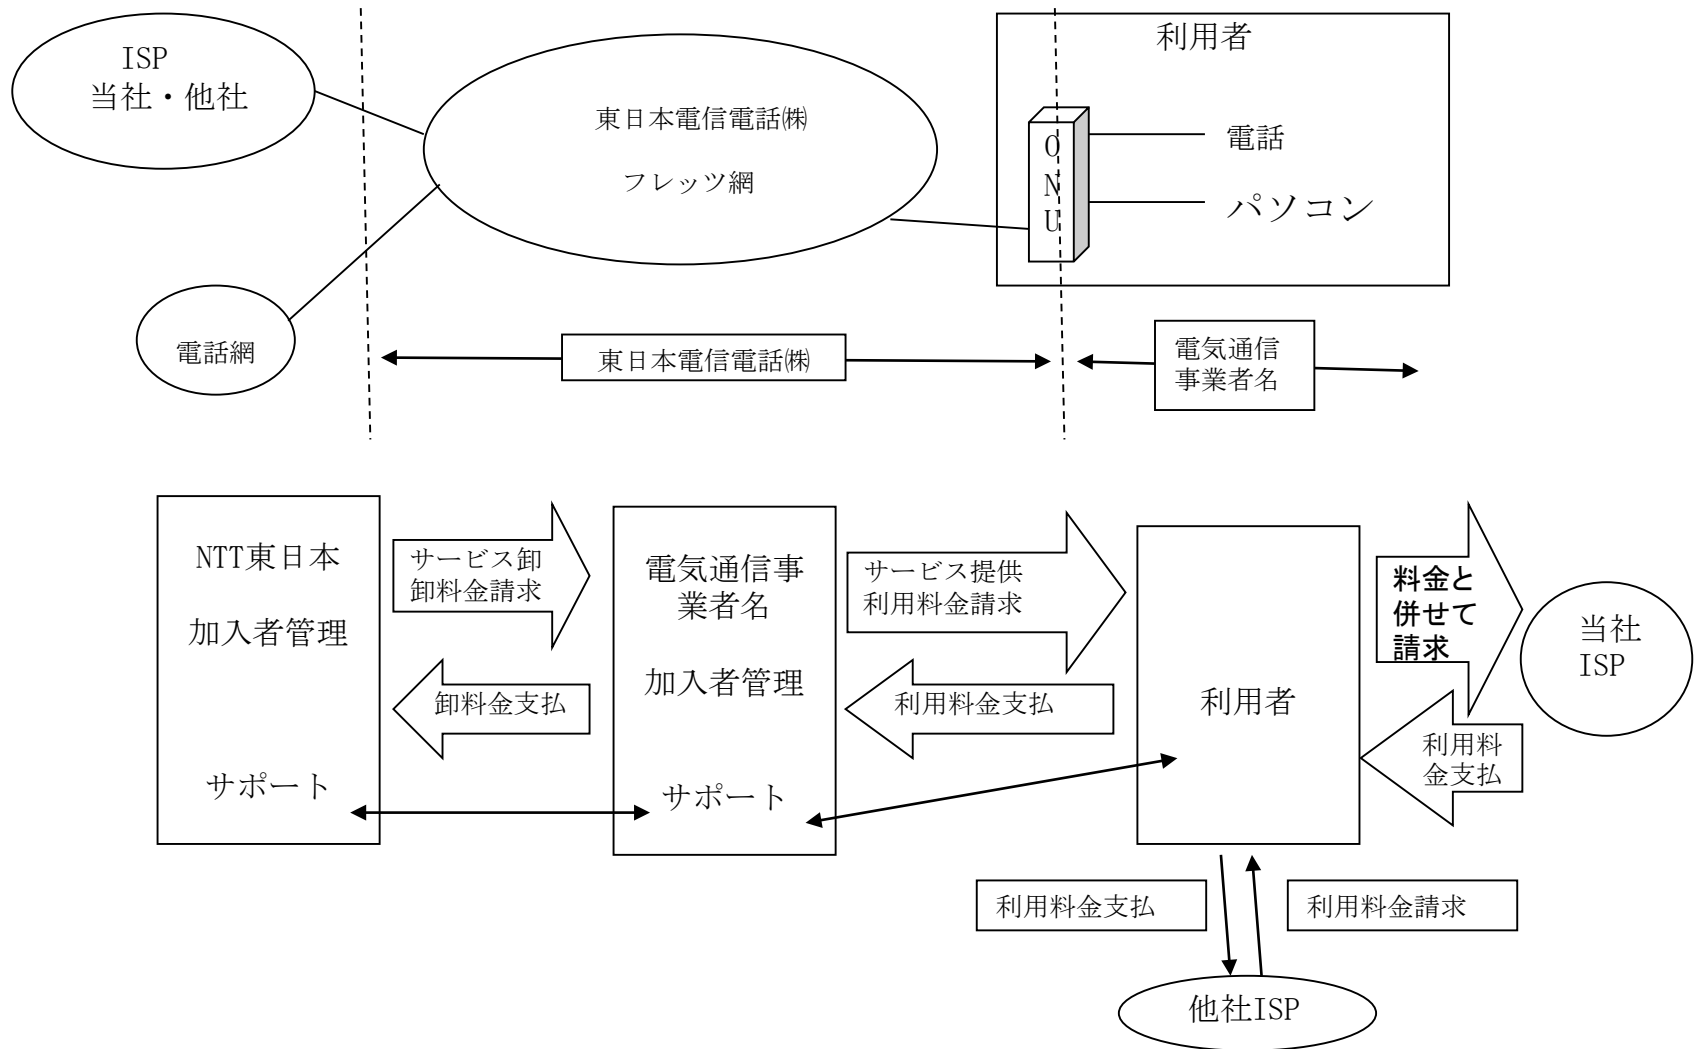 ISP
当社・他社
東日本電信電話㈱
フレッツ網
利用者
ONU
電話
パソコン
電話網
東日本電信電話㈱
電気通信
事業者名
NTT東日本
加入者管理
サポート
サービス卸
卸料金請求
卸料金支払
電気通信事
業者名
加入者管理
サポート
サービス提供
利用料金請求
利用料金支払
利用者
料金と
併せて
請求
利用料
金支払
当社
ISP
利用料金支払
利用料金請求
他社ISP